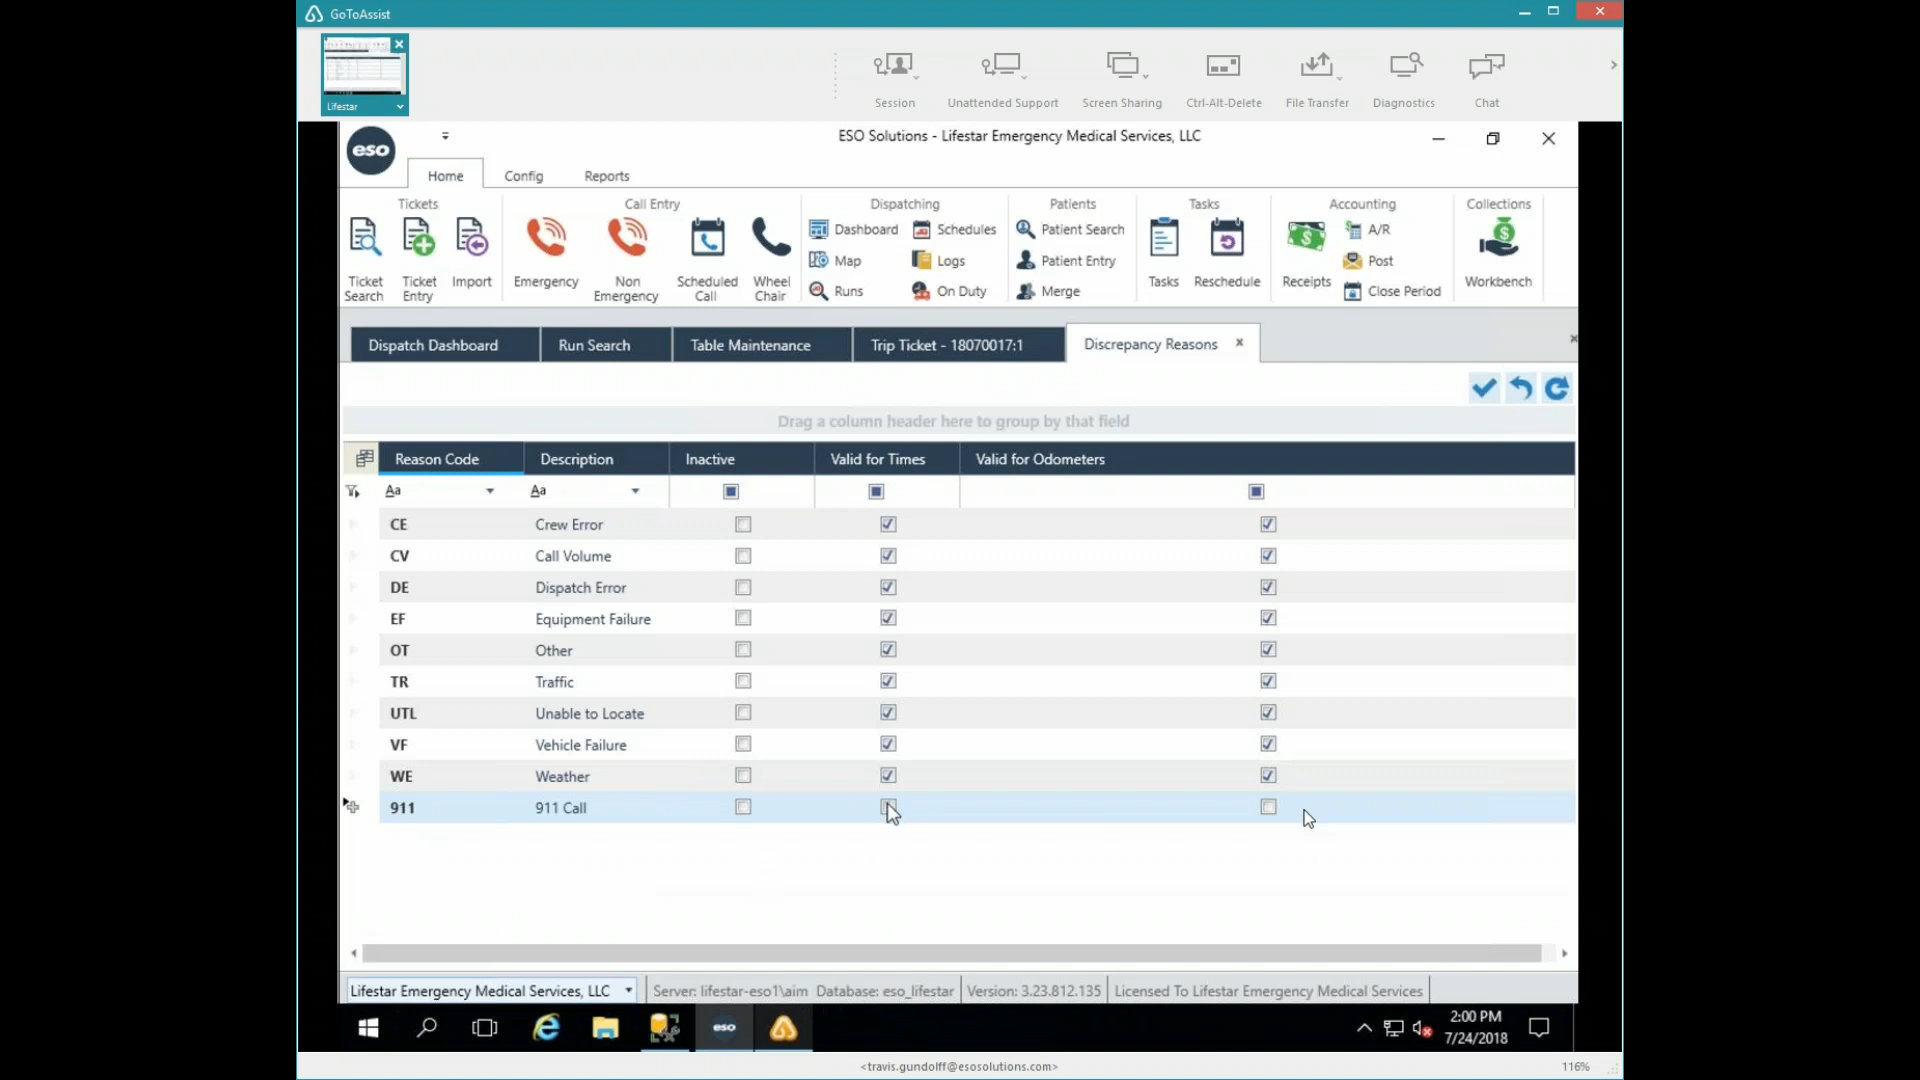 GoToAssist
Lifestar
Session
Unattended Support
Screen Sharing
Ctrl-Alt-Delete
File Transfer
Diagnostics
Chat
eso
ESO Solutions - Lifestar Emergency Medical Services, LLC
Home Config Reports
Tickets
Ticket Search
Ticket Entry
Import
Call Entry
Emergency
Non Emergency
Scheduled Call
Wheel Chair
Dispatching
Dashboard
Schedules
Map
Logs
Runs
On Duty
Patients
Patient Search
Patient Entry
Merge
Tasks
Tasks
Reschedule
Accounting
Receipts
A/R
Post
Close Period
Collections
Workbench
Dispatch Dashboard
Run Search
Table Maintenance
Trip Ticket - 18070017:1
Discrepancy Reasons
Drag a column header here to group by that field
Reason Code Description Inactive Valid for Times Valid for Odometers
Aa Aa
CE Crew Error
CV Call Volume
DE Dispatch Error
EF Equipment Failure
OT Other
TR Traffic
UTL Unable to Locate
VF Vehicle Failure
WE Weather
911 911 Call
Lifestar Emergency Medical Services, LLC
Server: lifestar-eso1\aim Database: eso_lifestar
Version: 3.23.812.135
Licensed To Lifestar Emergency Medical Services
eso
2:00 PM
7/24/2018
<travis.gundolff@esosolutions.com>
116%